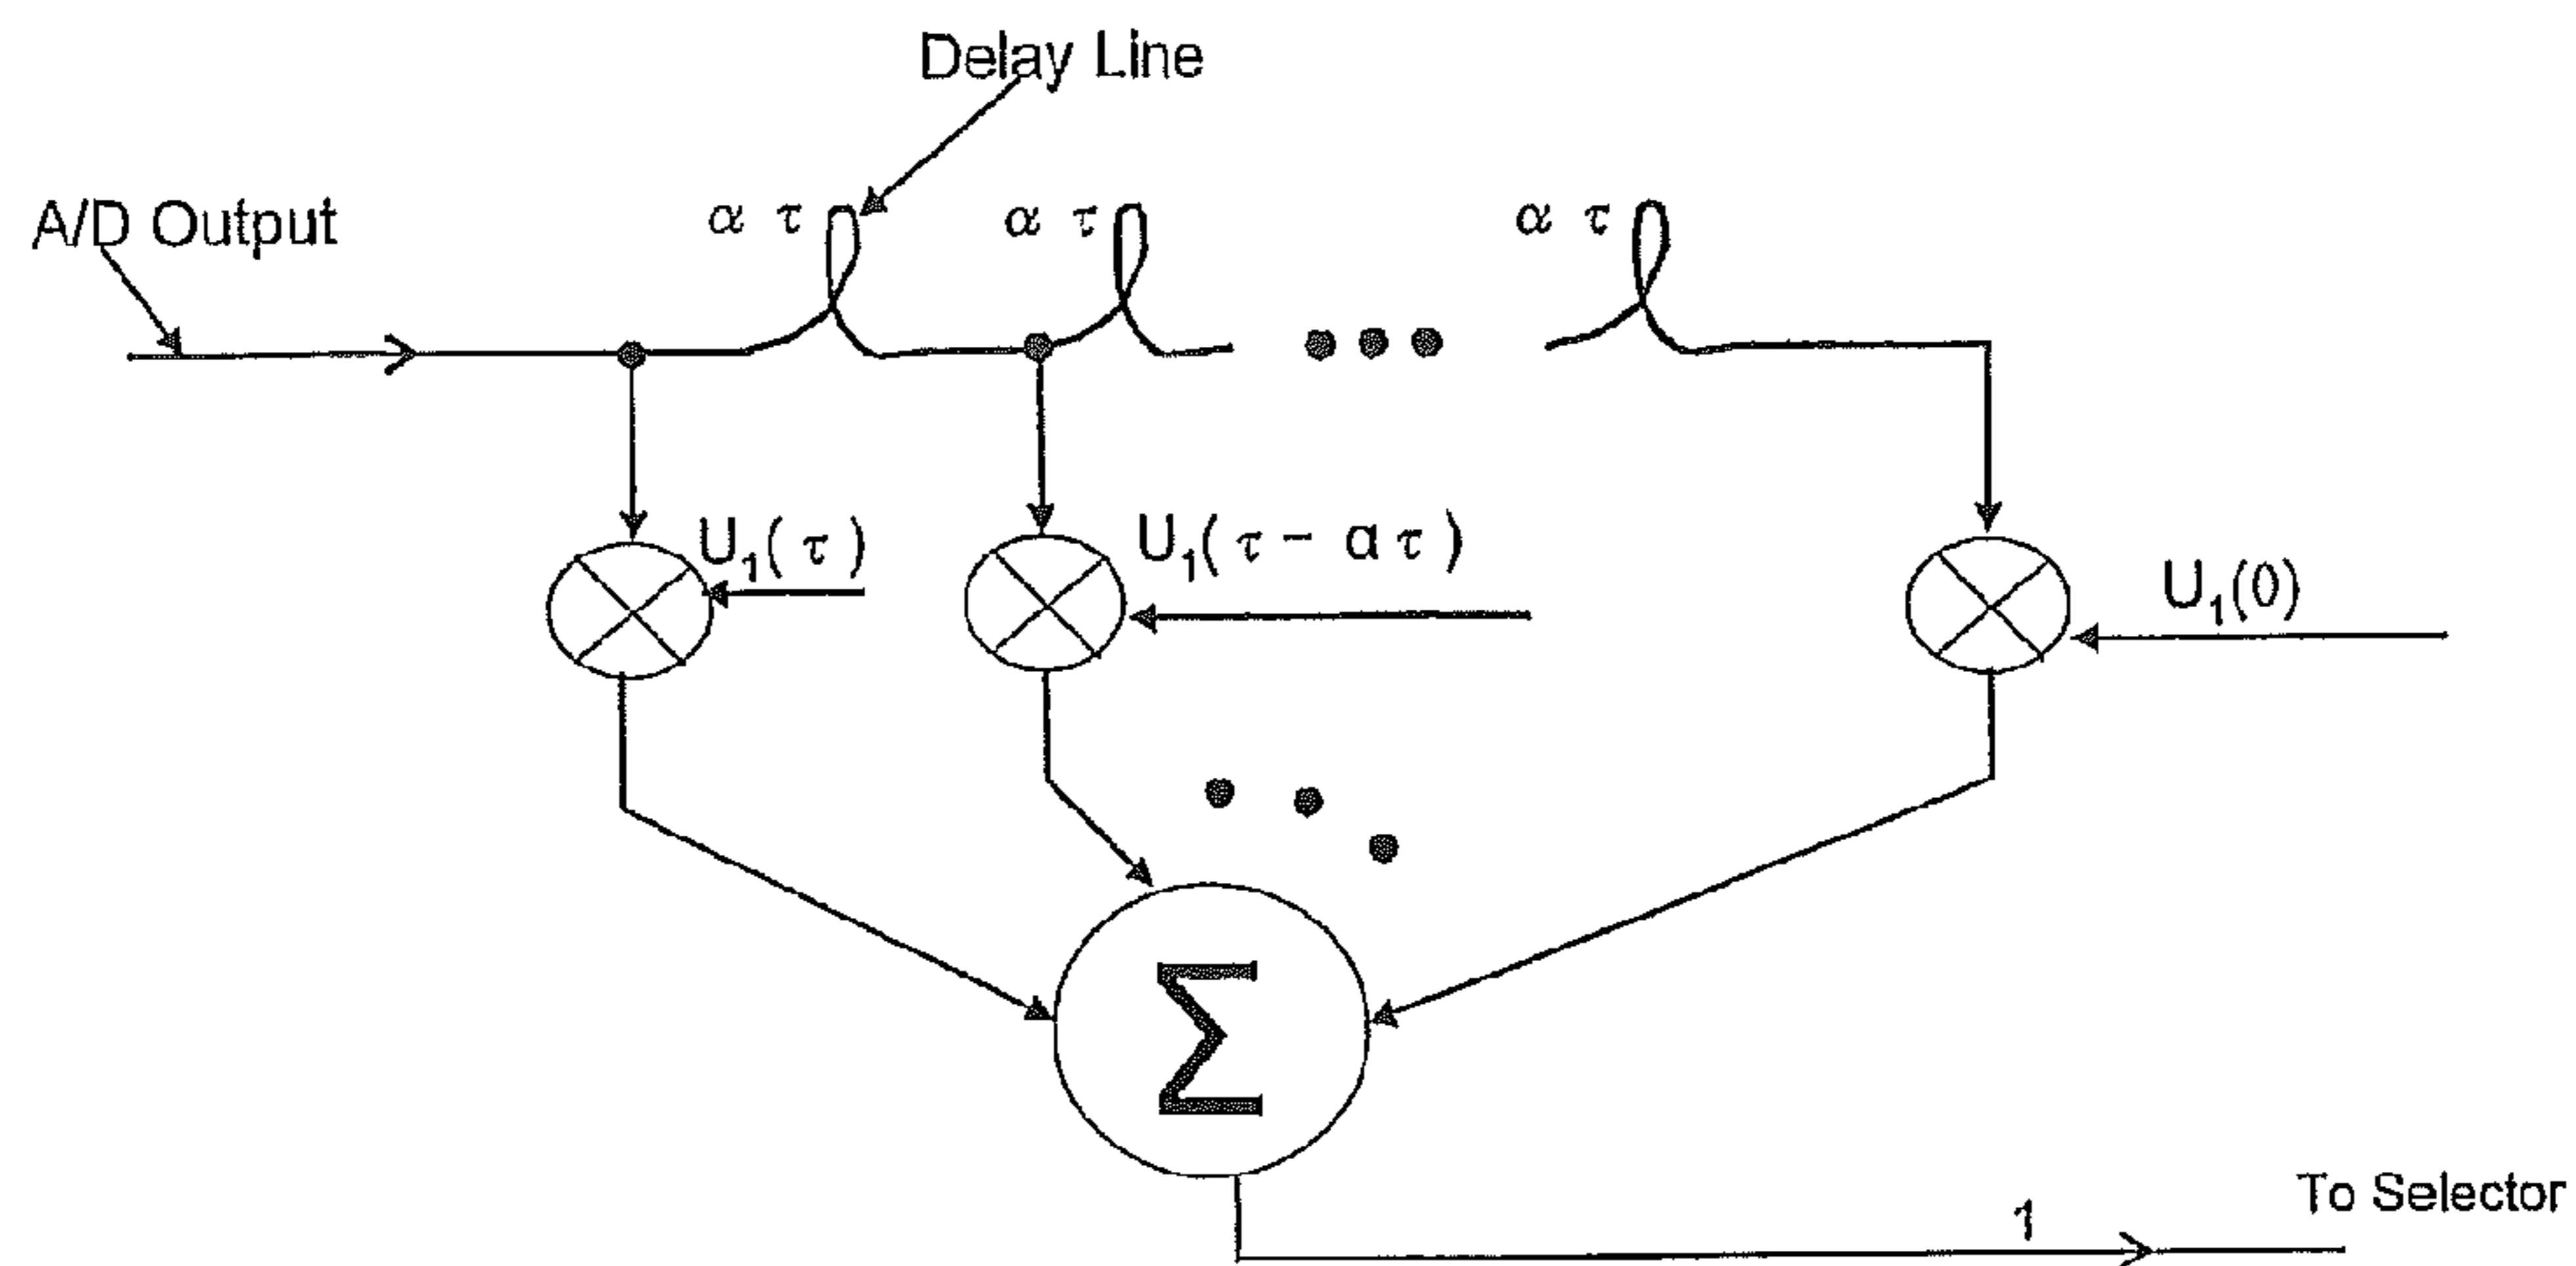 Delay Line
A/D Output
α τ
α τ
α τ
U₁( τ )
U₁( τ - α τ )
U₁(0)
Σ
1
To Selector